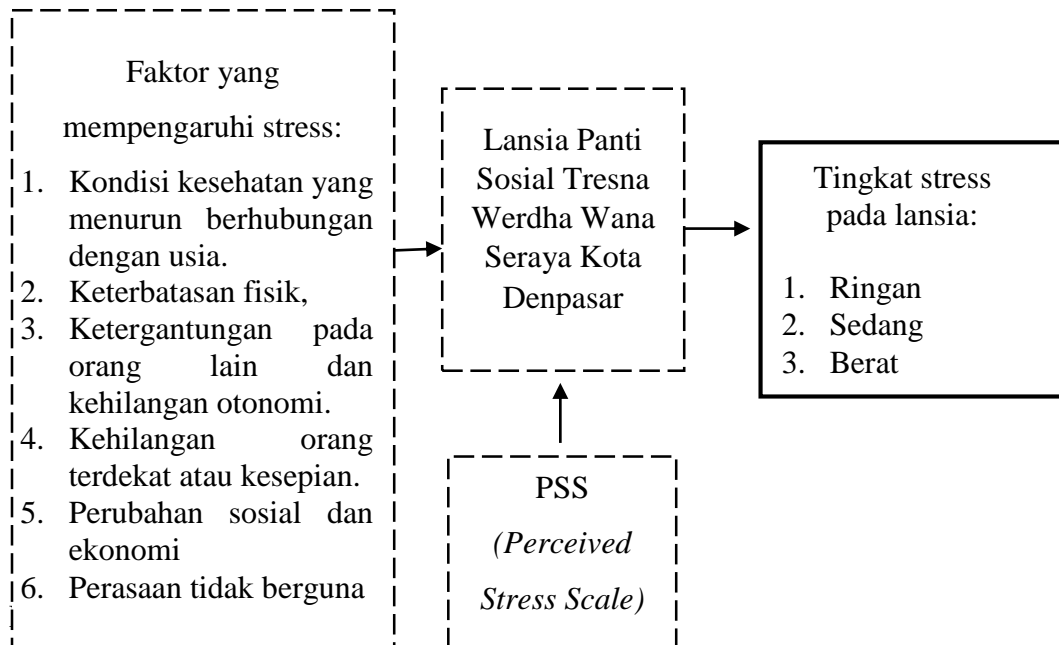 Faktor yang
mempengaruhi stress:
1. Kondisi kesehatan yang
menurun berhubungan
dengan usia.
2. Keterbatasan fisik,
3. Ketergantungan pada
orang lain dan
kehilangan otonomi.
4. Kehilangan orang
terdekat atau kesepian.
5. Perubahan sosial dan
ekonomi
6. Perasaan tidak berguna
Lansia Panti
Sosial Tresna
Werdha Wana
Seraya Kota
Denpasar
PSS
(Perceived
Stress Scale)
Tingkat stress
pada lansia:
1. Ringan
2. Sedang
3. Berat